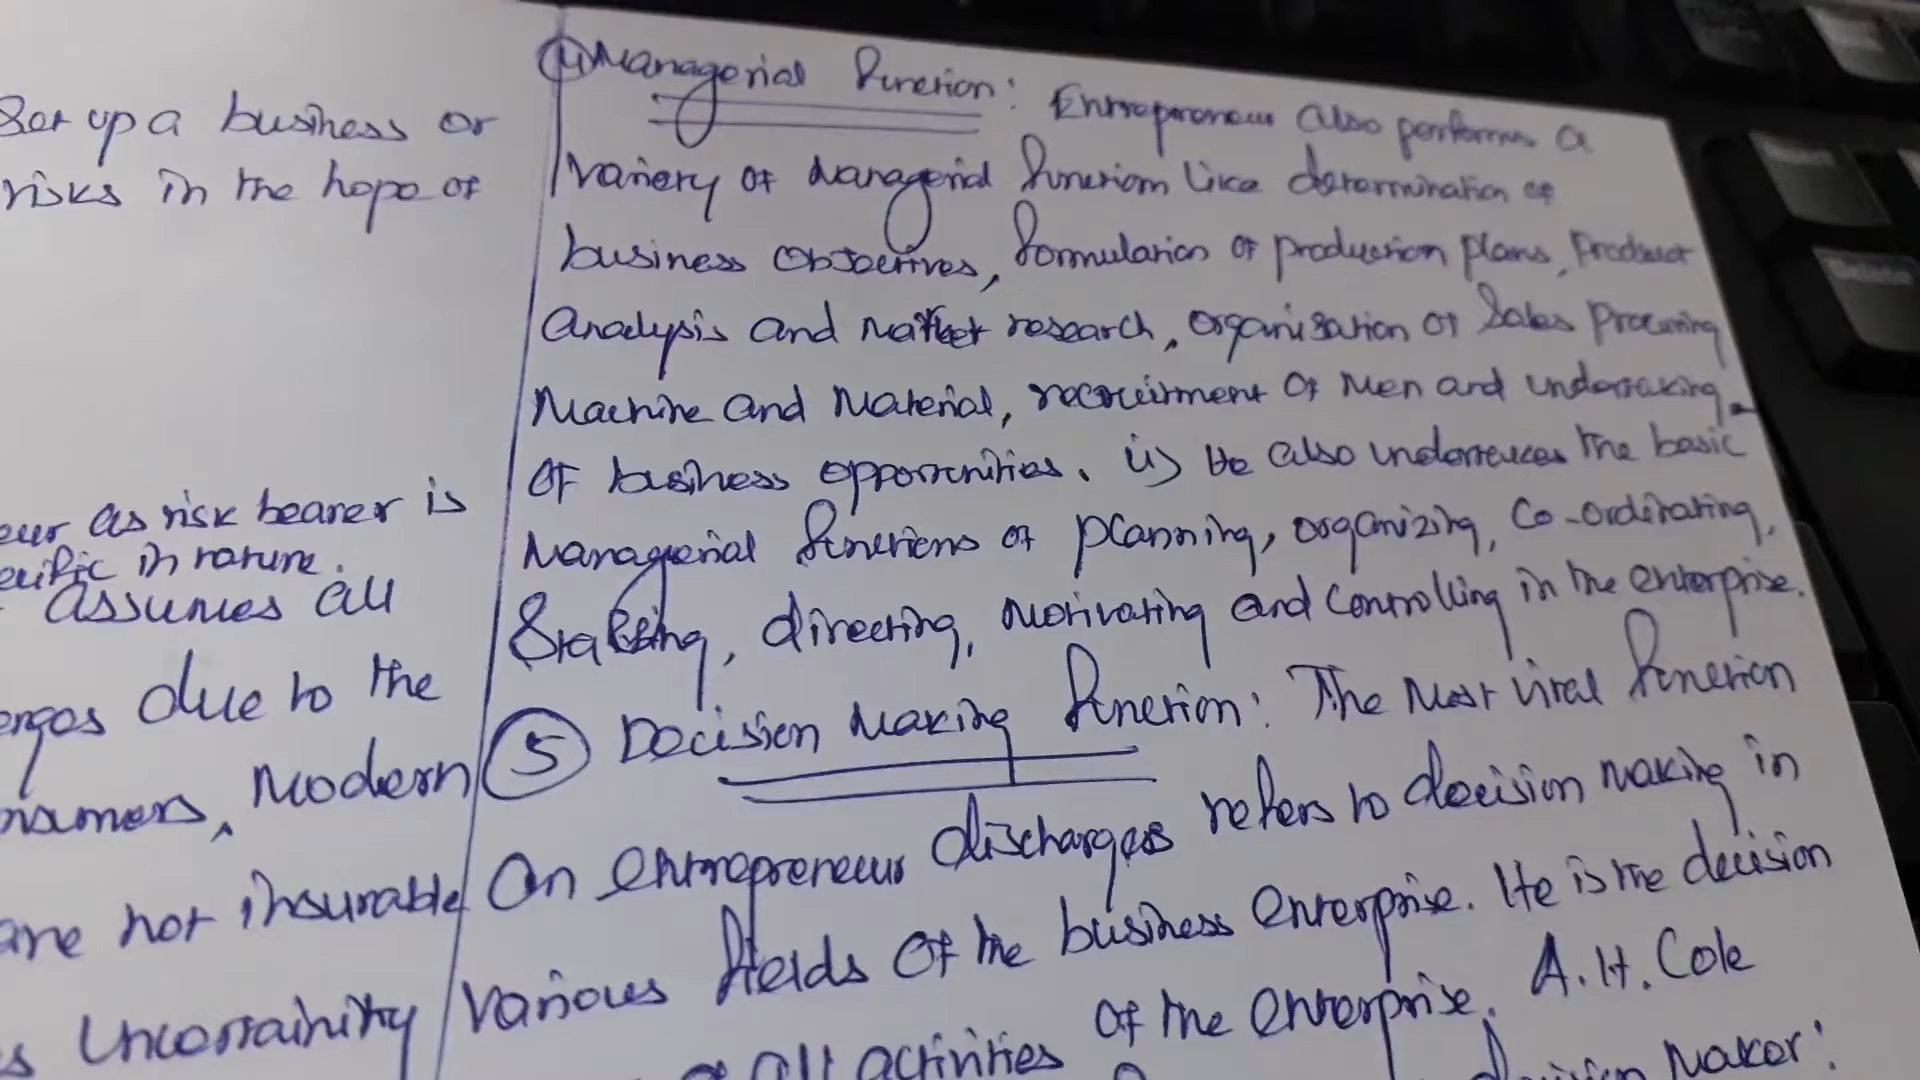 Set up a business or
risks in the hope of
eur as risk bearer is
ecific in nature.
assumes all
erges due to the
Modern
are not insurable
Uncertainity
④ Managerial Function: Entrepreneur also performs a
Variety of Managerial function like determination of
business objectives, formulation of production plans, Product
Analysis and Market research, organisation of Sales Procuring
Machine and Material, recruitment of Men and undertaking
of business opportunities. ii) He also undertakes the basic
Managerial functions of planning, organizing, Co-ordinating,
Staffing, directing, Motivating and Controlling in the enterprise.
⑤ Decision Making function: The Most vital function
an entrepreneur discharges refers to decision making in
Various fields of the business enterprise. He is the decision
all activities of the enterprise. A.H. Cole
Maker: